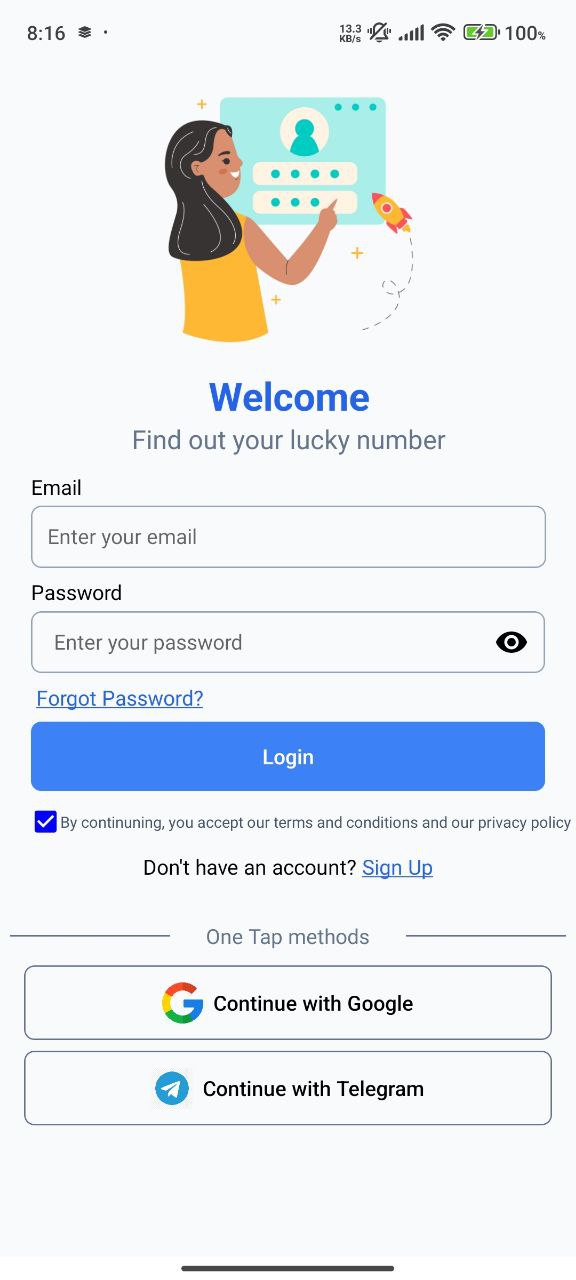 8:16
13.3
KB/s
100%
Welcome
Find out your lucky number
Email
Enter your email
Password
Enter your password
Forgot Password?
Login
By continuning, you accept our terms and conditions and our privacy policy
Don't have an account? Sign Up
One Tap methods
Continue with Google
Continue with Telegram